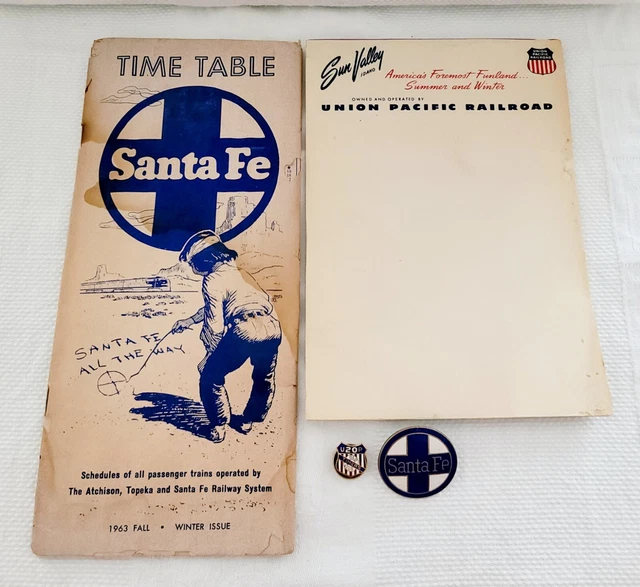 TIME TABLE
Santa Fe
SANTA FE
ALL THE WAY
Schedules of all passenger trains operated by
The Atchison, Topeka and Santa Fe Railway System
1963 FALL • WINTER ISSUE
Sun Valley
IDAHO
America's Foremost Funland...
Summer and Winter
OWNED AND OPERATED BY
UNION PACIFIC RAILROAD
UNION
PACIFIC
RAILROAD
Santa Fe